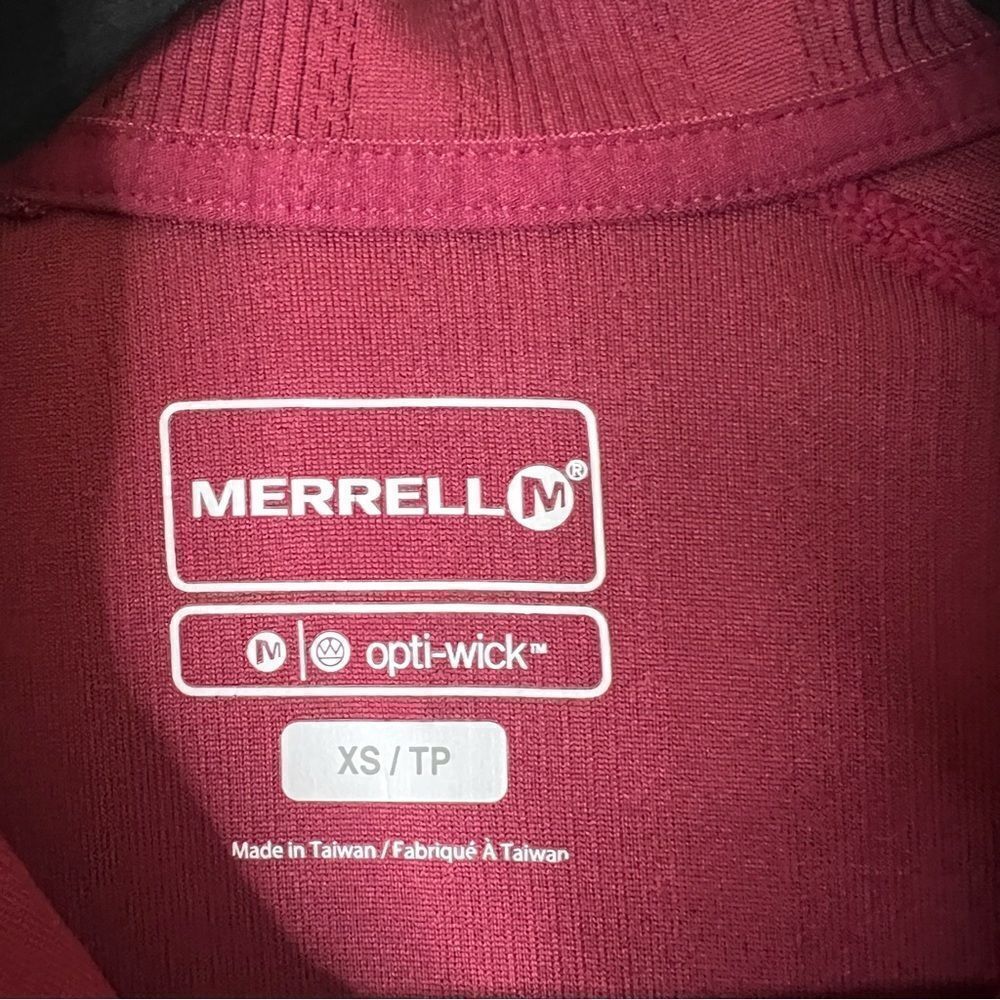 MERRELL M®
M opti-wick™
XS / TP
Made in Taiwan / Fabriqué À Taiwan